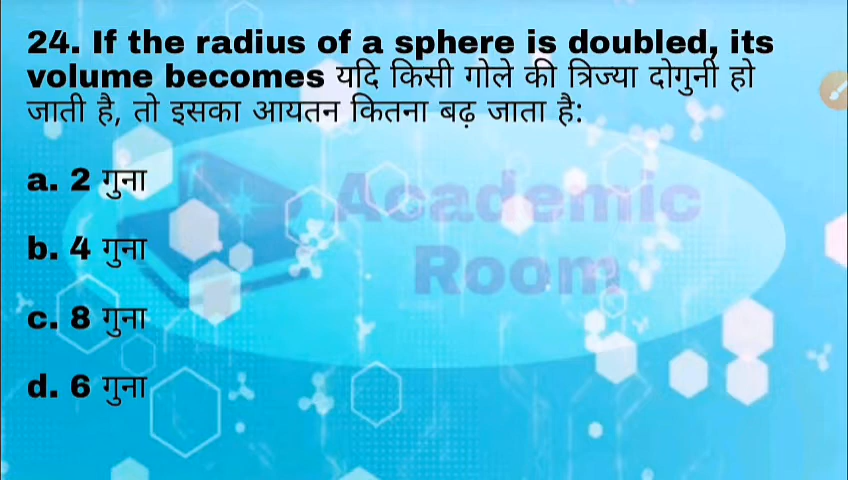 24. If the radius of a sphere is doubled, its
volume becomes यदि किसी गोले की त्रिज्या दोगुनी हो
जाती है, तो इसका आयतन कितना बढ़ जाता है:
a. 2 गुना
b. 4 गुना
c. 8 गुना
d. 6 गुना
Academic
Room